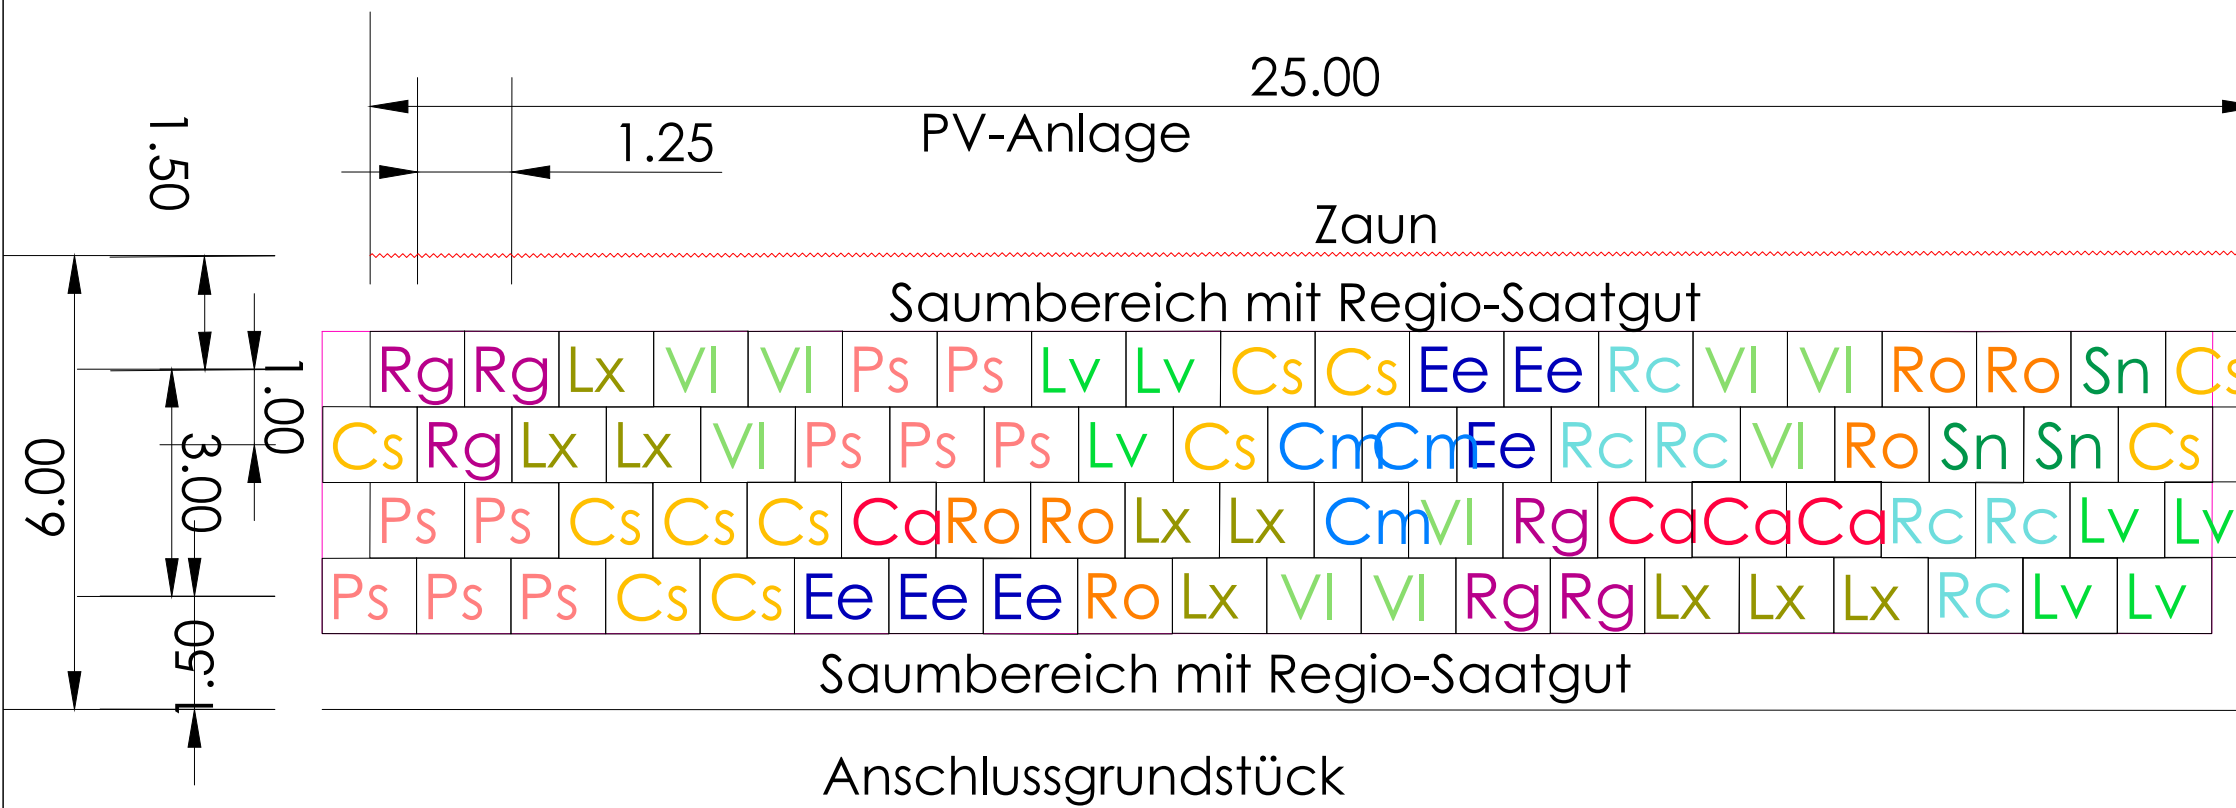 25.00
1.25
PV-Anlage
1.50
Zaun
Saumbereich mit Regio-Saatgut
Rg Rg Lx Vl Vl Ps Ps Lv Lv Cs Cs Ee Ee Rc Vl Vl Ro Ro Sn Cs
1.00
Cs Rg Lx Lx Vl Ps Ps Ps Lv Cs Cm Cm Ee Rc Rc Vl Ro Sn Sn Cs
6.00
3.00
Ps Ps Cs Cs Cs Ca Ro Ro Lx Lx Cm Vl Rg Ca Ca Ca Rc Rc Lv Lv
Ps Ps Ps Cs Cs Ee Ee Ee Ro Lx Vl Vl Rg Rg Lx Lx Lx Rc Lv Lv
1.50
Saumbereich mit Regio-Saatgut
Anschlussgrundstück